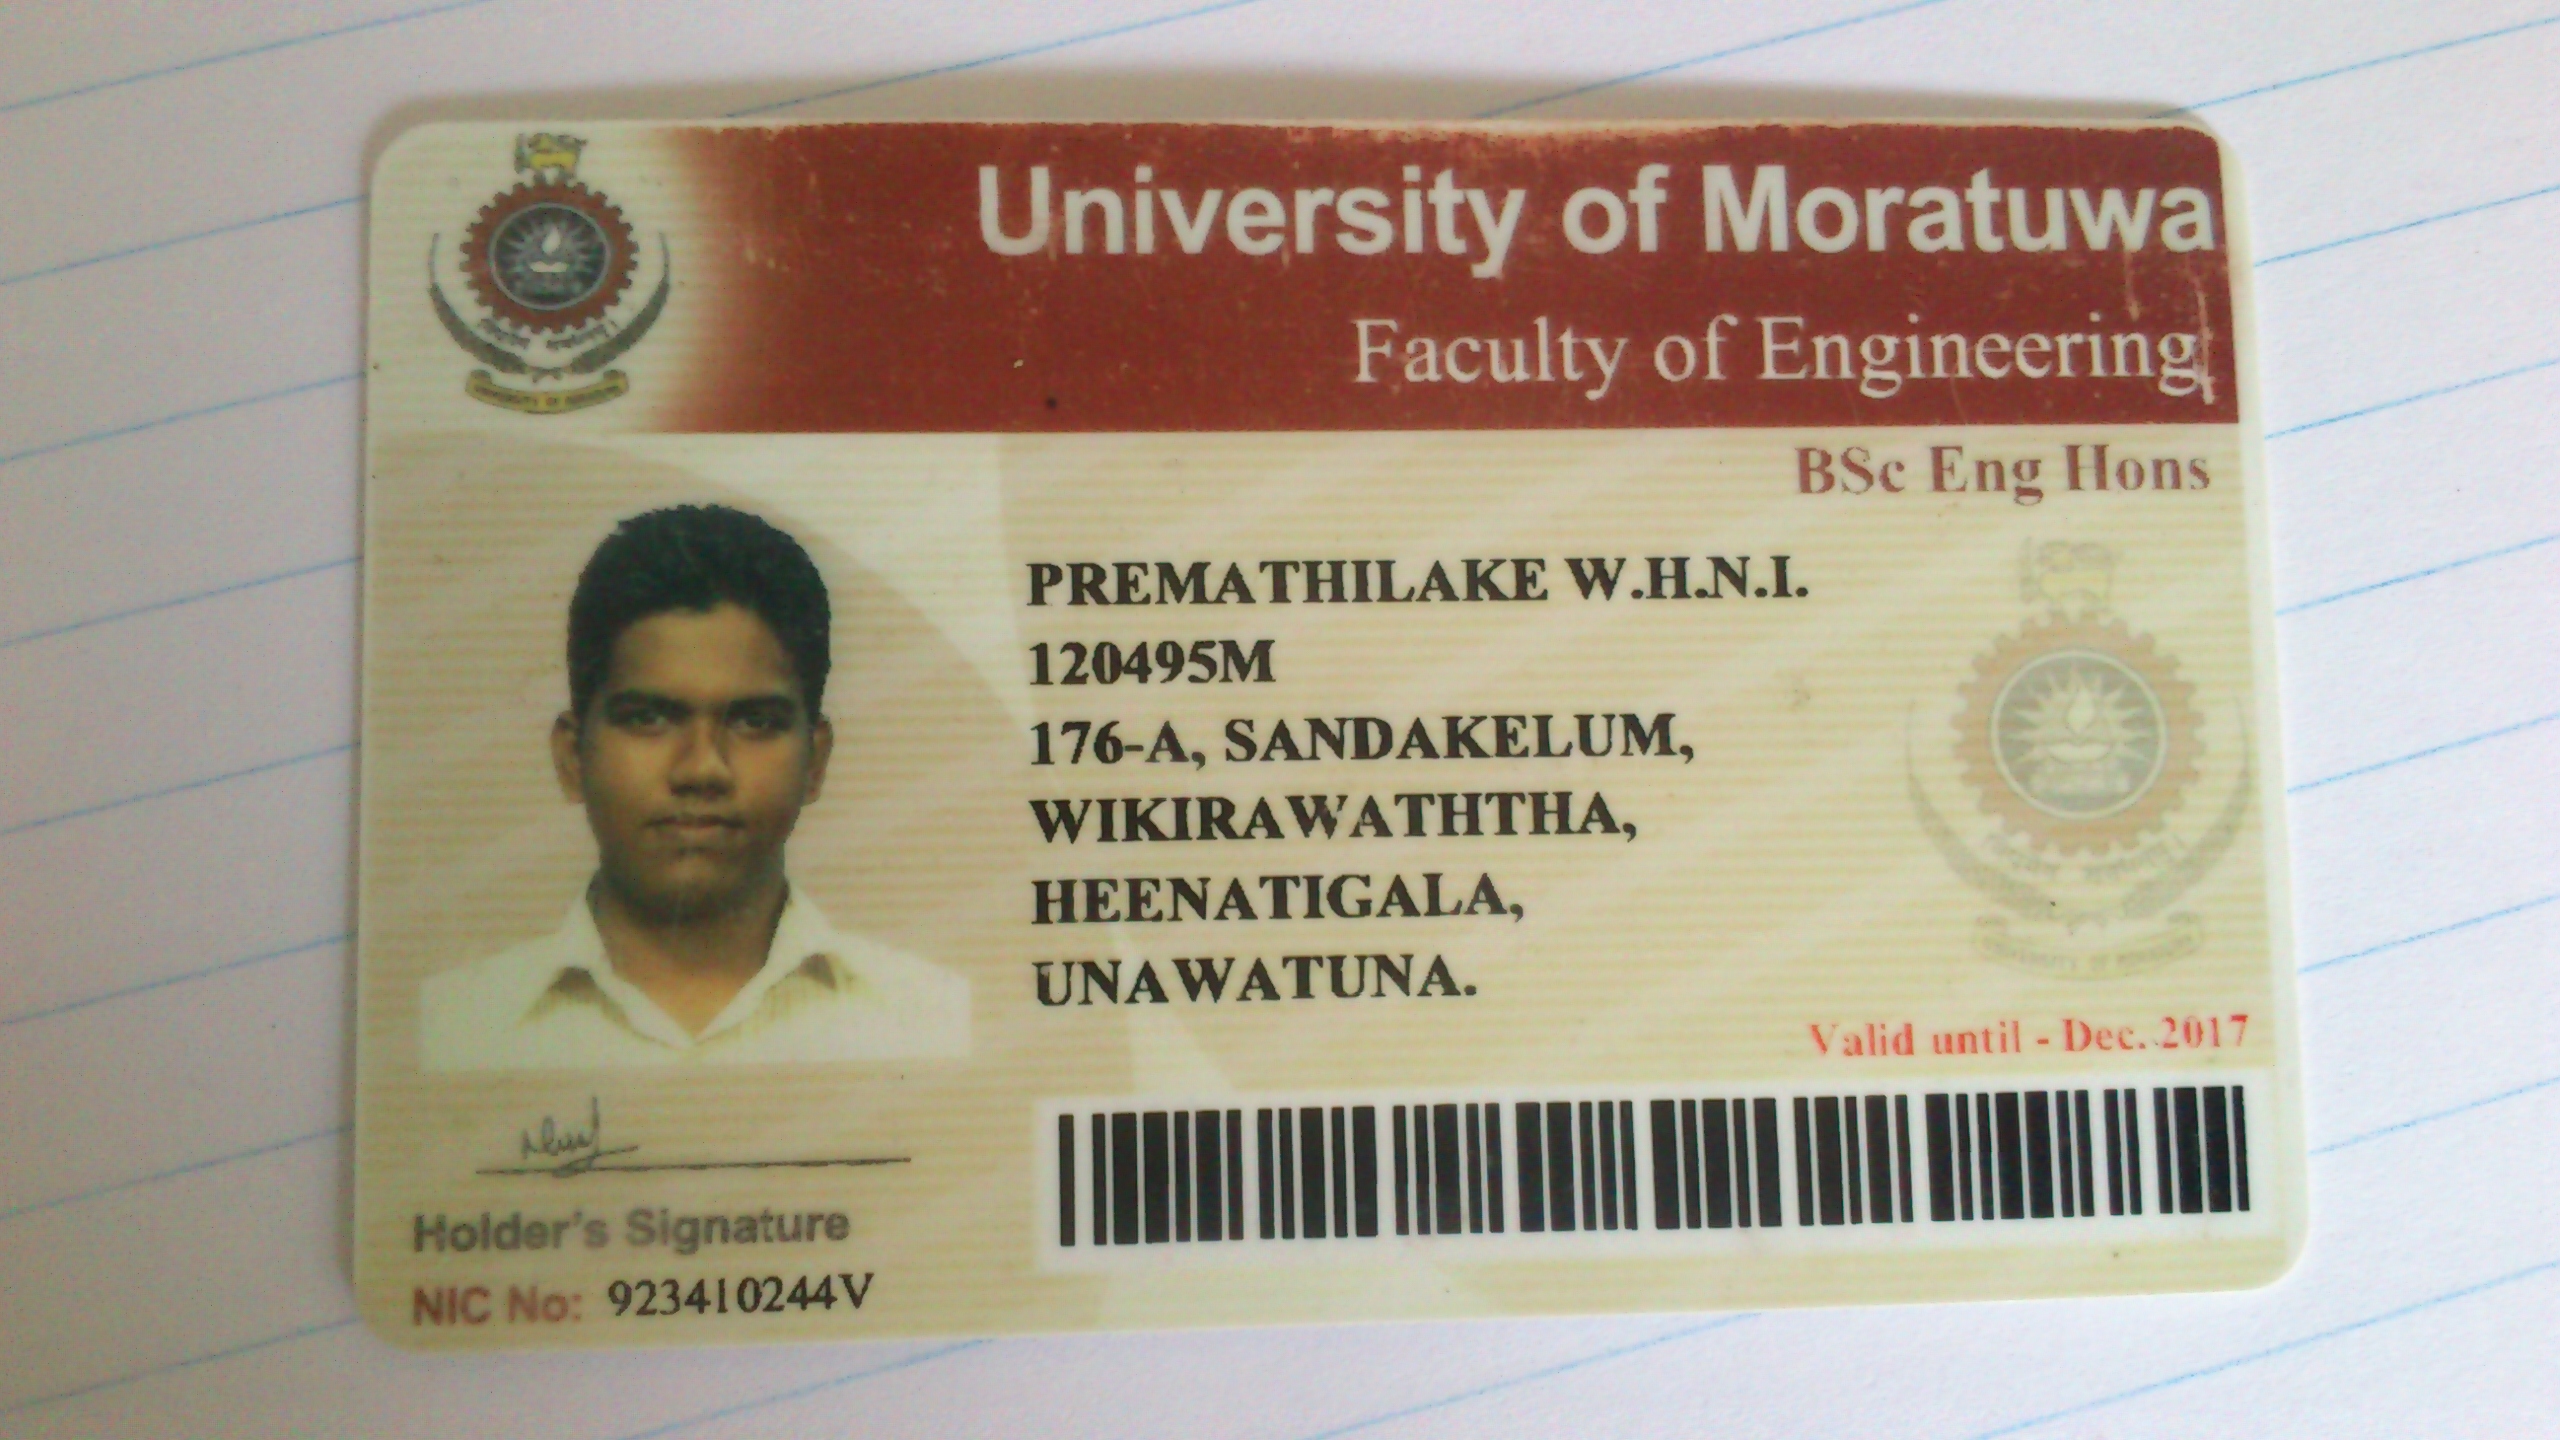 University of Moratuwa
Faculty of Engineering
BSc Eng Hons
PREMATHILAKE W.H.N.I.
120495M
176-A, SANDAKELUM,
WIKIRAWATHTHA,
HEENATIGALA,
UNAWATUNA.
Valid until - Dec.2017
Holder's Signature
NIC No: 923410244V